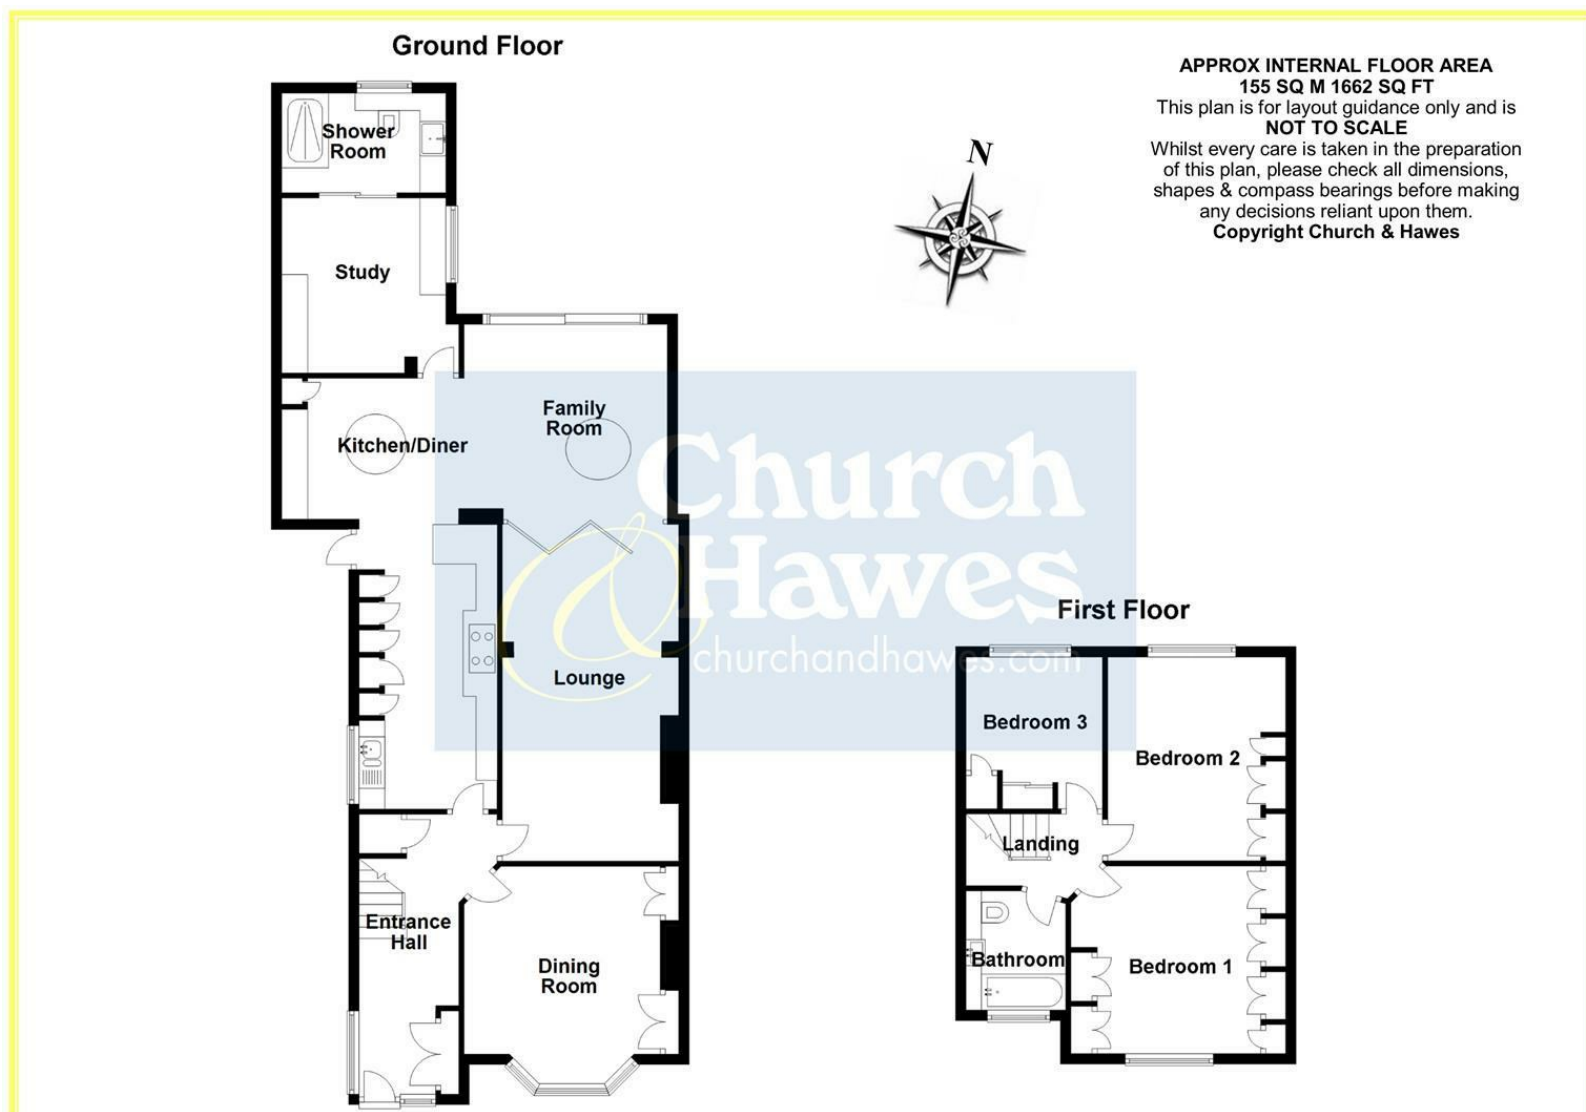 Ground Floor
APPROX INTERNAL FLOOR AREA
155 SQ M 1662 SQ FT
This plan is for layout guidance only and is
NOT TO SCALE
Whilst every care is taken in the preparation
of this plan, please check all dimensions,
shapes & compass bearings before making
any decisions reliant upon them.
Copyright Church & Hawes
N
Shower
Room
Study
Family
Room
Kitchen/Diner
Church
& Hawes
churchandhawes.com
Lounge
Entrance
Hall
Dining
Room
First Floor
Bedroom 3
Bedroom 2
Landing
Bathroom
Bedroom 1